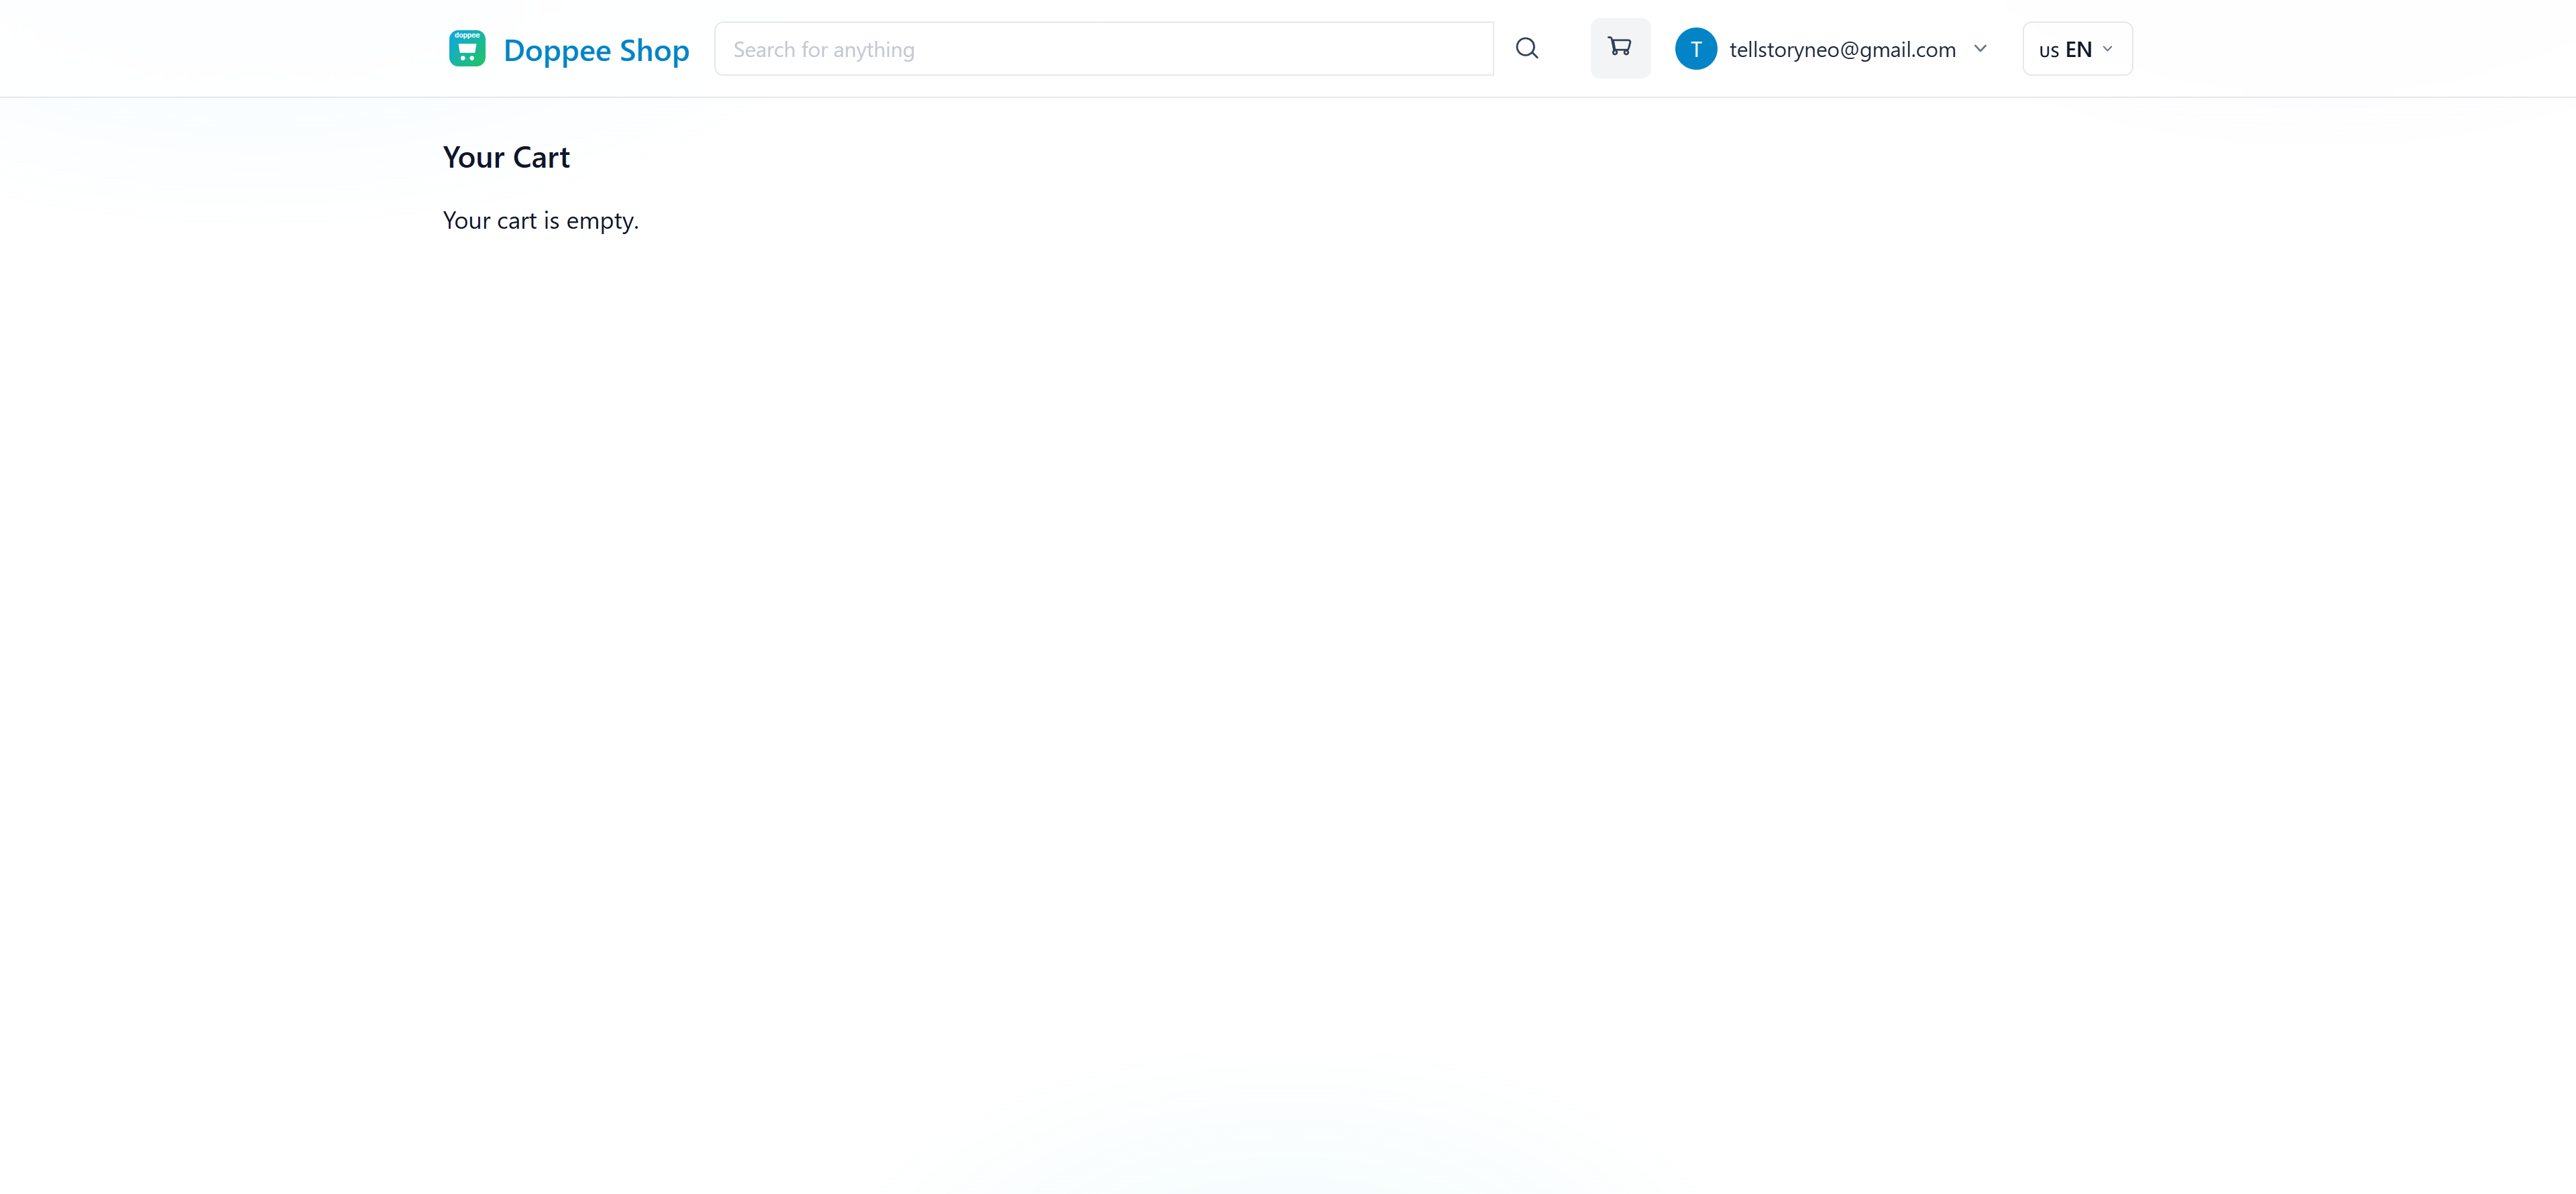 doppee
Doppee Shop
Search for anything
T
tellstoryneo@gmail.com
us EN
Your Cart
Your cart is empty.